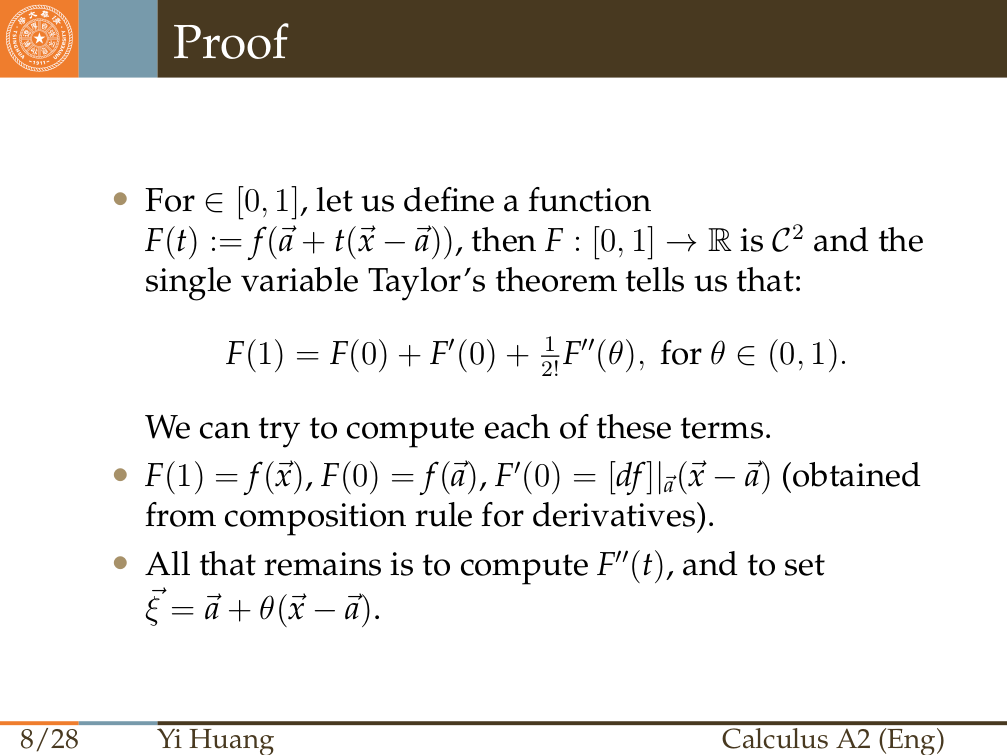 Proof
• For ∈ [0, 1], let us define a function
F(t) := f(a⃗ + t(x⃗ − a⃗)), then F : [0, 1] → ℝ is 𝒞² and the
single variable Taylor’s theorem tells us that:
F(1) = F(0) + F′(0) + 1/2! F″(θ), for θ ∈ (0, 1).
We can try to compute each of these terms.
• F(1) = f(x⃗), F(0) = f(a⃗), F′(0) = [df]|ₐ⃗(x⃗ − a⃗) (obtained
from composition rule for derivatives).
• All that remains is to compute F″(t), and to set
ξ⃗ = a⃗ + θ(x⃗ − a⃗).
8/28 Yi Huang Calculus A2 (Eng)